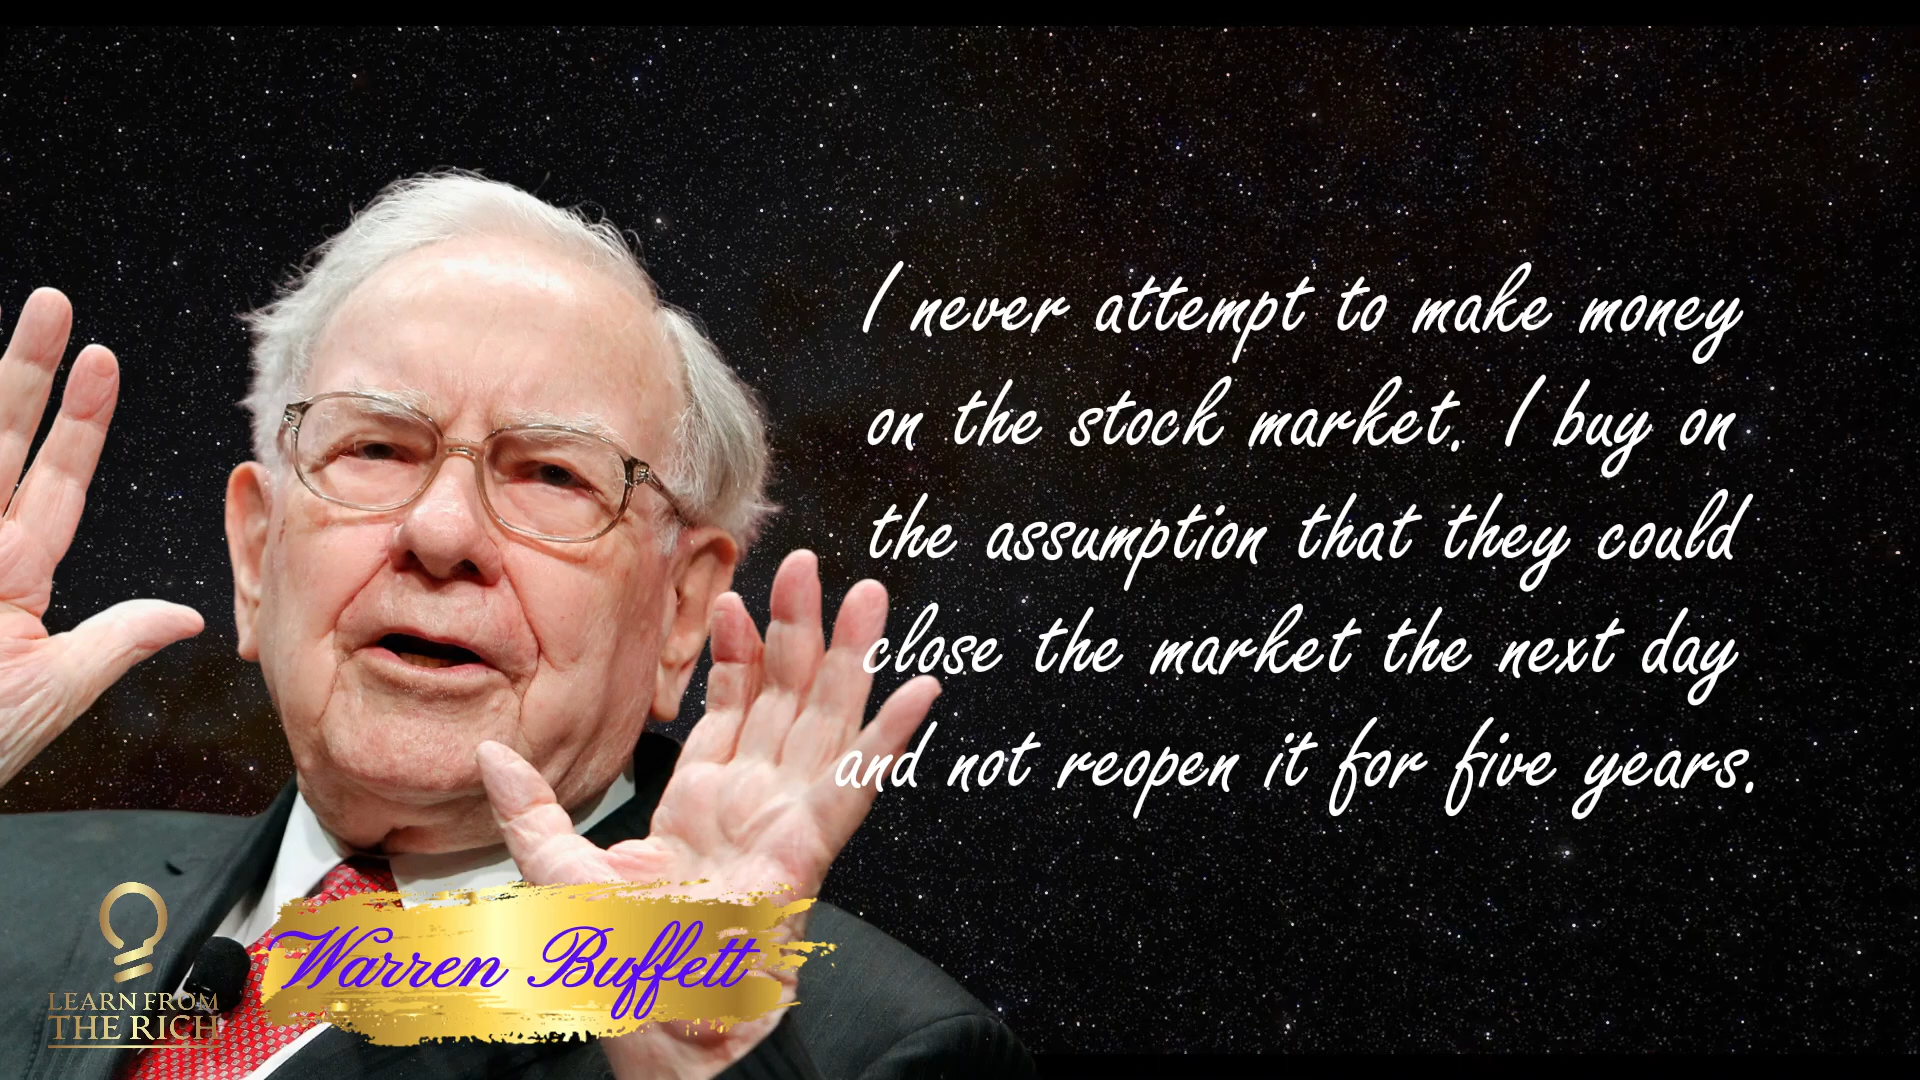 I never attempt to make money
on the stock market. I buy on
the assumption that they could
close the market the next day
and not reopen it for five years.
Warren Buffett
LEARN FROM
THE RICH